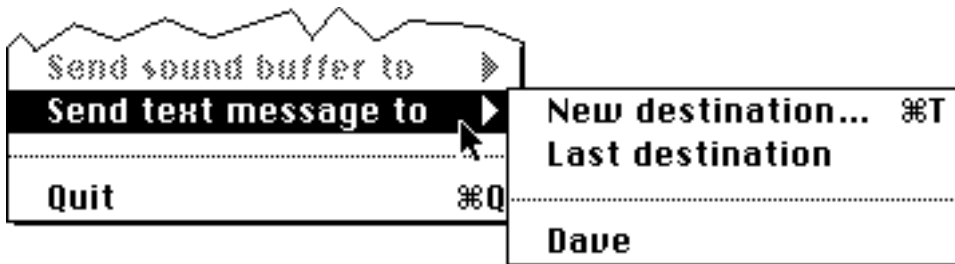 Send sound buffer to
Send text message to
Quit ⌘Q
New destination... ⌘T
Last destination
Dave